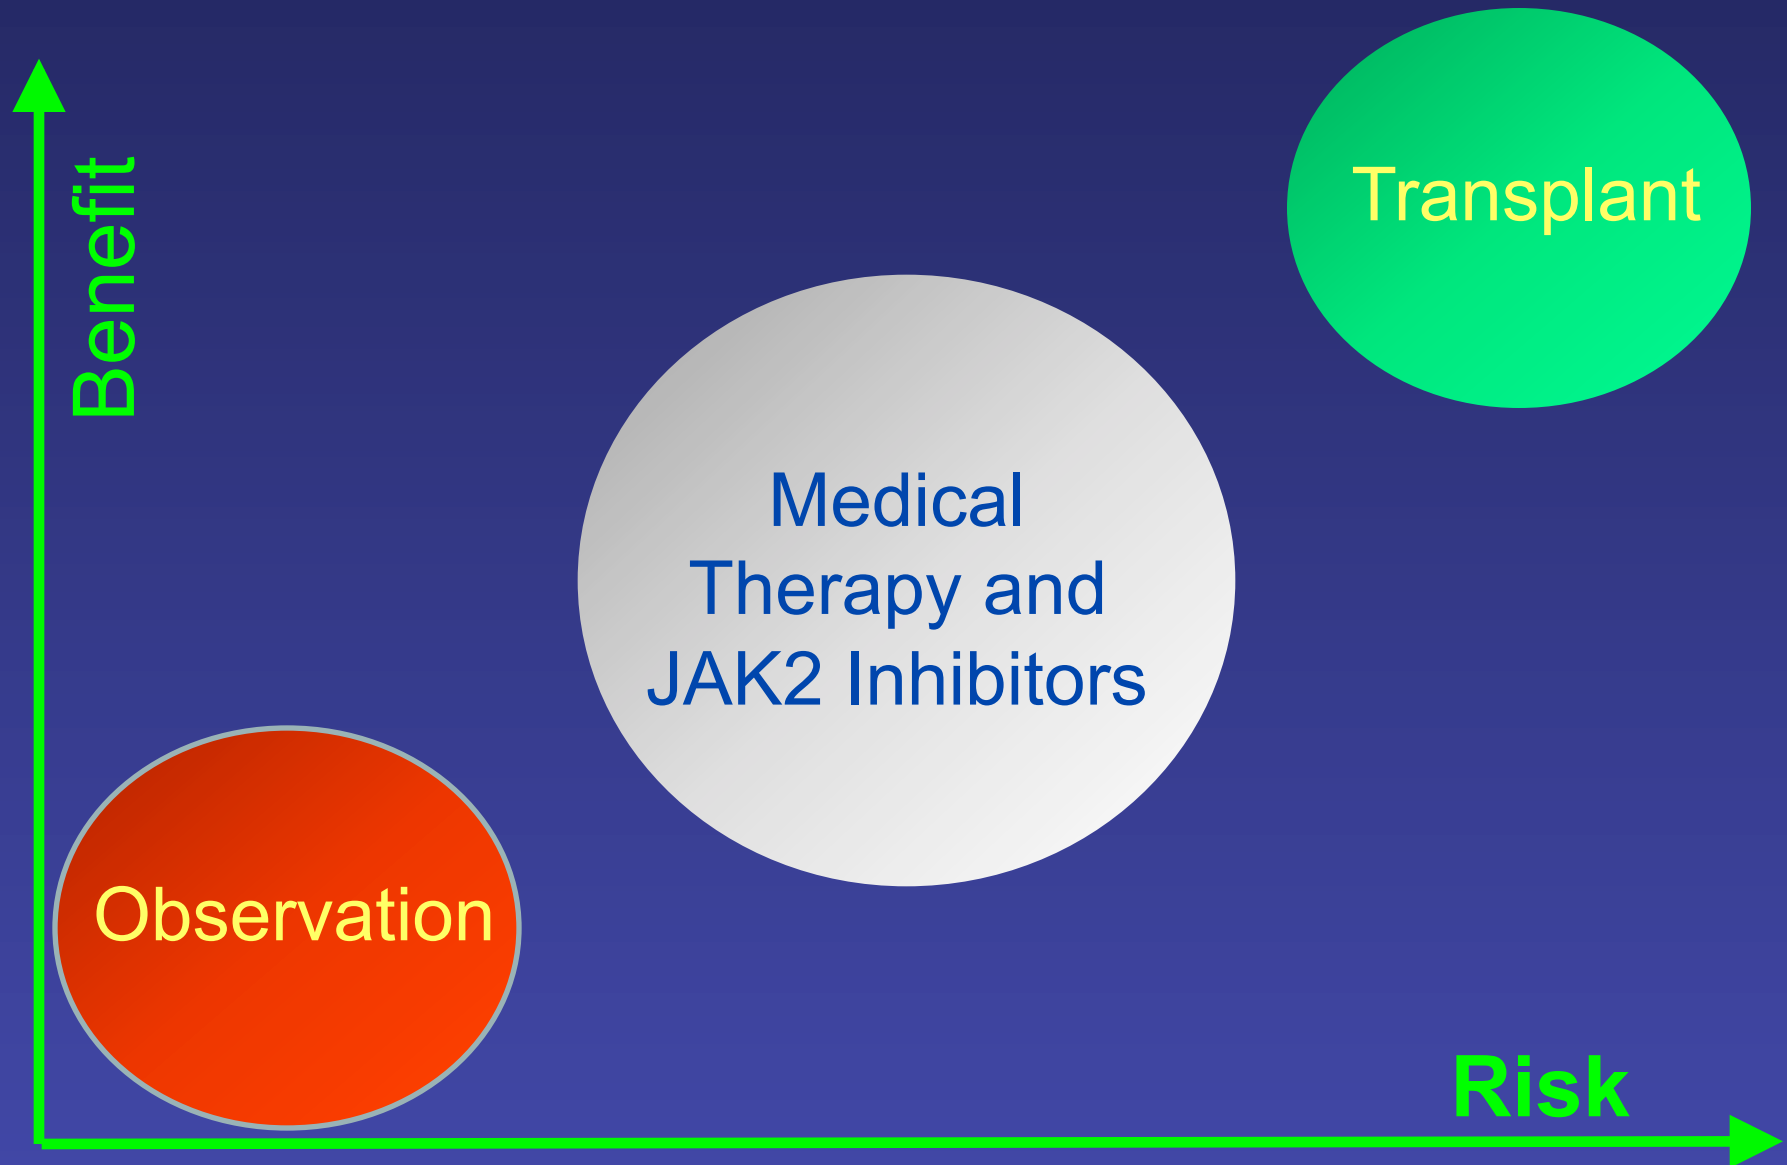 Benefit
Transplant
Medical
Therapy and
JAK2 Inhibitors
Observation
Risk